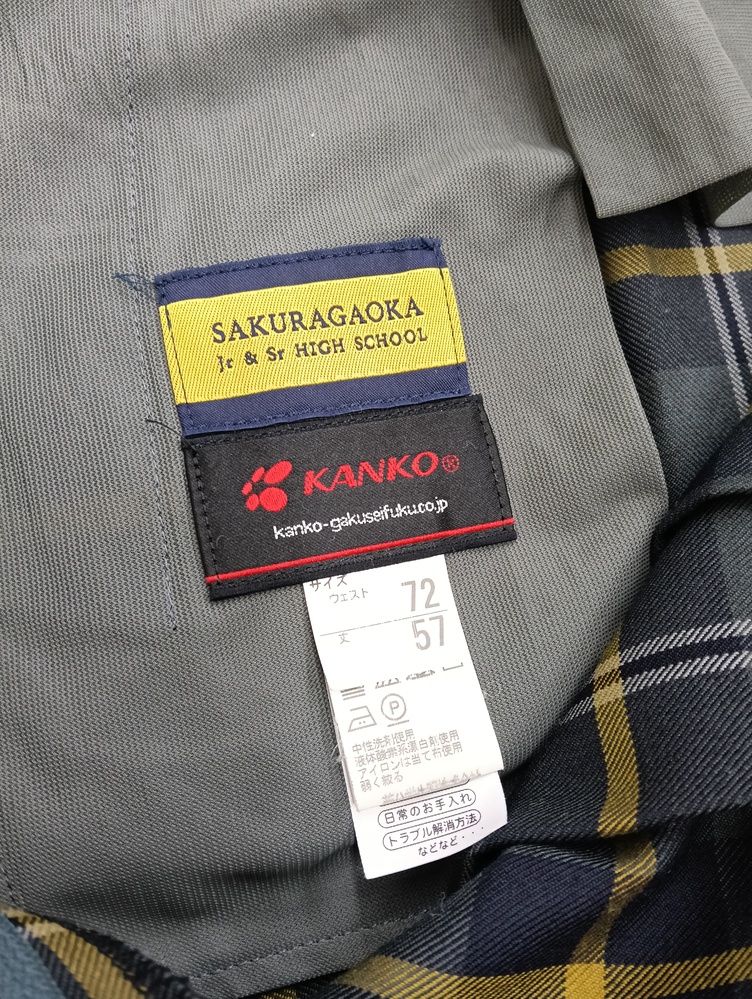 SAKURAGAOKA
Jr & Sr HIGH SCHOOL
KANKO®
kanko-gakuseifuku.co.jp
サイズ
ウェスト 72
丈 57
P
中性洗剤使用
液体酸素系漂白剤使用
アイロンは当て布使用
弱く絞る
日常のお手入れ
トラブル解消方法
などなど・・・